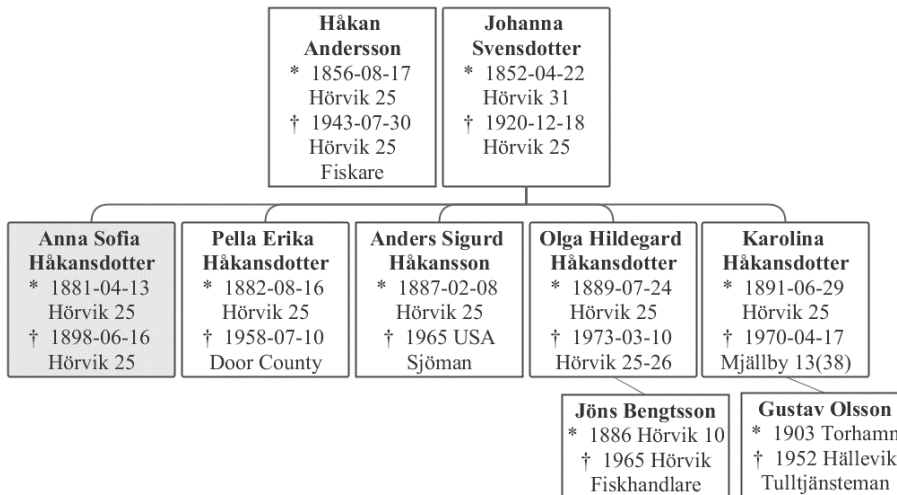 Håkan
Andersson
* 1856-08-17
Hörvik 25
† 1943-07-30
Hörvik 25
Fiskare
Johanna
Svensdotter
* 1852-04-22
Hörvik 31
† 1920-12-18
Hörvik 25
Anna Sofia
Håkansdotter
* 1881-04-13
Hörvik 25
† 1898-06-16
Hörvik 25
Pella Erika
Håkansdotter
* 1882-08-16
Hörvik 25
† 1958-07-10
Door County
Anders Sigurd
Håkansson
* 1887-02-08
Hörvik 25
† 1965 USA
Sjöman
Olga Hildegard
Håkansdotter
* 1889-07-24
Hörvik 25
† 1973-03-10
Hörvik 25-26
Karolina
Håkansdotter
* 1891-06-29
Hörvik 25
† 1970-04-17
Mjällby 13(38)
Jöns Bengtsson
* 1886 Hörvik 10
† 1965 Hörvik
Fiskhandlare
Gustav Olsson
* 1903 Torhamn
† 1952 Hällevik
Tulltjänsteman